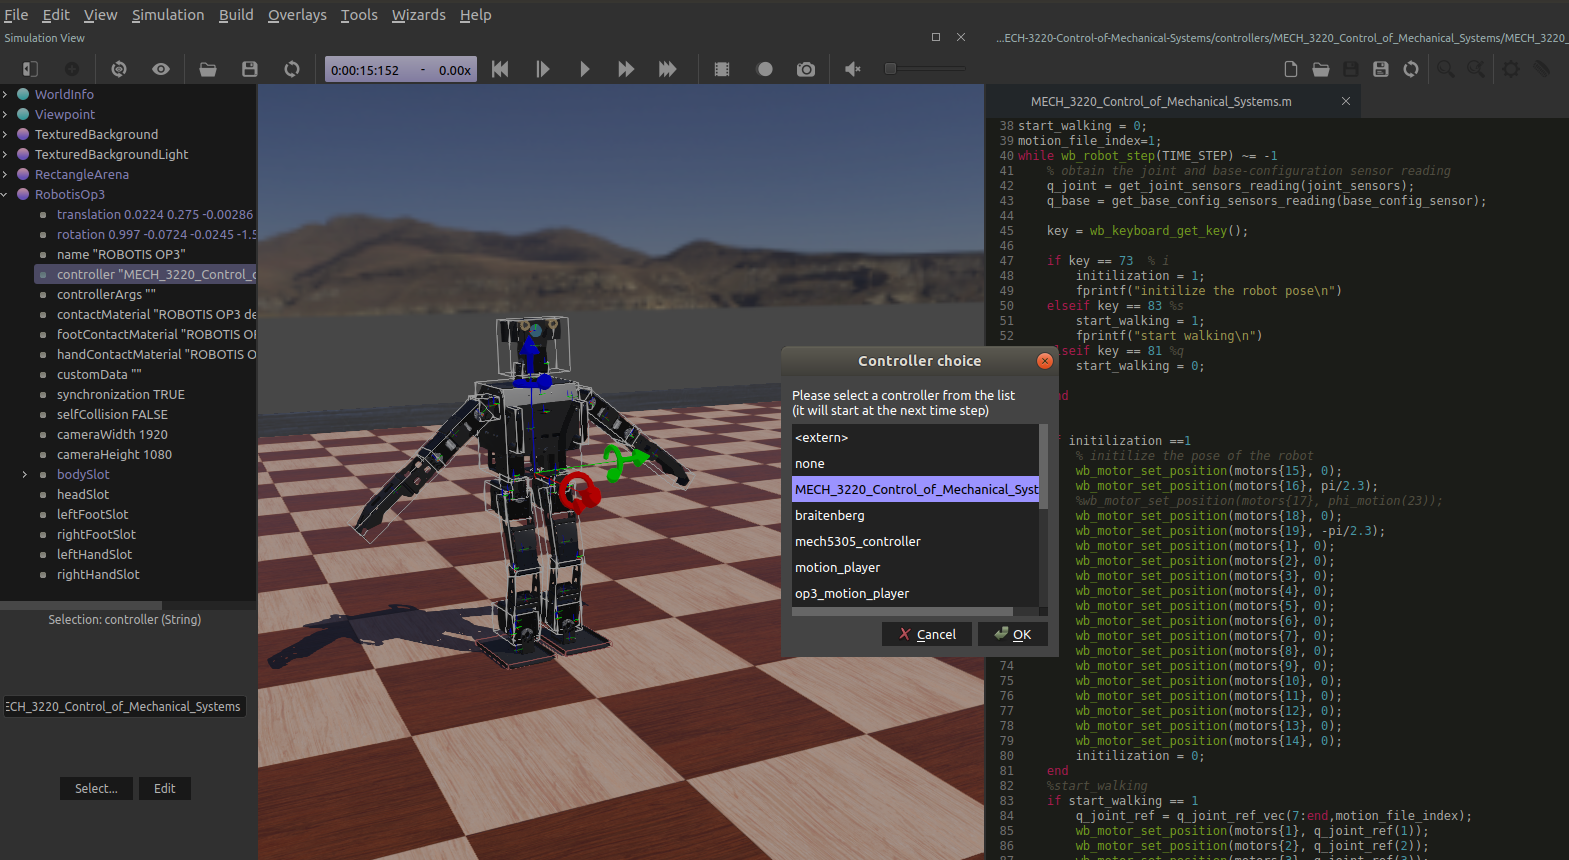 File Edit View Simulation Build Overlays Tools Wizards Help
Simulation View
...ECH-3220-Control-of-Mechanical-Systems/controllers/MECH_3220_Control_of_Mechanical_Systems/MECH_3220_
0:00:15:152 - 0.00x
WorldInfo
Viewpoint
TexturedBackground
TexturedBackgroundLight
RectangleArena
RobotisOp3
translation 0.0224 0.275 -0.00286
rotation 0.997 -0.0724 -0.0245 -1.5
name "ROBOTIS OP3"
controller "MECH_3220_Control_
controllerArgs ""
contactMaterial "ROBOTIS OP3 de
footContactMaterial "ROBOTIS O
handContactMaterial "ROBOTIS O
customData ""
synchronization TRUE
selfCollision FALSE
cameraWidth 1920
cameraHeight 1080
bodySlot
headSlot
leftFootSlot
rightFootSlot
leftHandSlot
rightHandSlot
Selection: controller (String)
ECH_3220_Control_of_Mechanical_Systems
Select... Edit
Controller choice
Please select a controller from the list
(it will start at the next time step)
<extern>
none
MECH_3220_Control_of_Mechanical_Syst
braitenberg
mech5305_controller
motion_player
op3_motion_player
Cancel OK
MECH_3220_Control_of_Mechanical_Systems.m
38 start_walking = 0;
39 motion_file_index=1;
40 while wb_robot_step(TIME_STEP) ~= -1
41 % obtain the joint and base-configuration sensor reading
42 q_joint = get_joint_sensors_reading(joint_sensors);
43 q_base = get_base_config_sensors_reading(base_config_sensor);
44
45 key = wb_keyboard_get_key();
46
47 if key == 73 % i
48 initilization = 1;
49 fprintf("initilize the robot pose\n")
50 elseif key == 83 %s
51 start_walking = 1;
52 fprintf("start walking\n")
lseif key == 81 %q
start_walking = 0;
nd
initilization ==1
% initilize the pose of the robot
wb_motor_set_position(motors{15}, 0);
wb_motor_set_position(motors{16}, pi/2.3);
%wb_motor_set_position(motors{17}, phi_motion(23));
wb_motor_set_position(motors{18}, 0);
wb_motor_set_position(motors{19}, -pi/2.3);
wb_motor_set_position(motors{1}, 0);
wb_motor_set_position(motors{2}, 0);
wb_motor_set_position(motors{3}, 0);
wb_motor_set_position(motors{4}, 0);
wb_motor_set_position(motors{5}, 0);
wb_motor_set_position(motors{6}, 0);
wb_motor_set_position(motors{7}, 0);
wb_motor_set_position(motors{8}, 0);
74 wb_motor_set_position(motors{9}, 0);
75 wb_motor_set_position(motors{10}, 0);
76 wb_motor_set_position(motors{11}, 0);
77 wb_motor_set_position(motors{12}, 0);
78 wb_motor_set_position(motors{13}, 0);
79 wb_motor_set_position(motors{14}, 0);
80 initilization = 0;
81 end
82 %start_walking
83 if start_walking == 1
84 q_joint_ref = q_joint_ref_vec(7:end,motion_file_index);
85 wb_motor_set_position(motors{1}, q_joint_ref(1));
86 wb_motor_set_position(motors{2}, q_joint_ref(2));